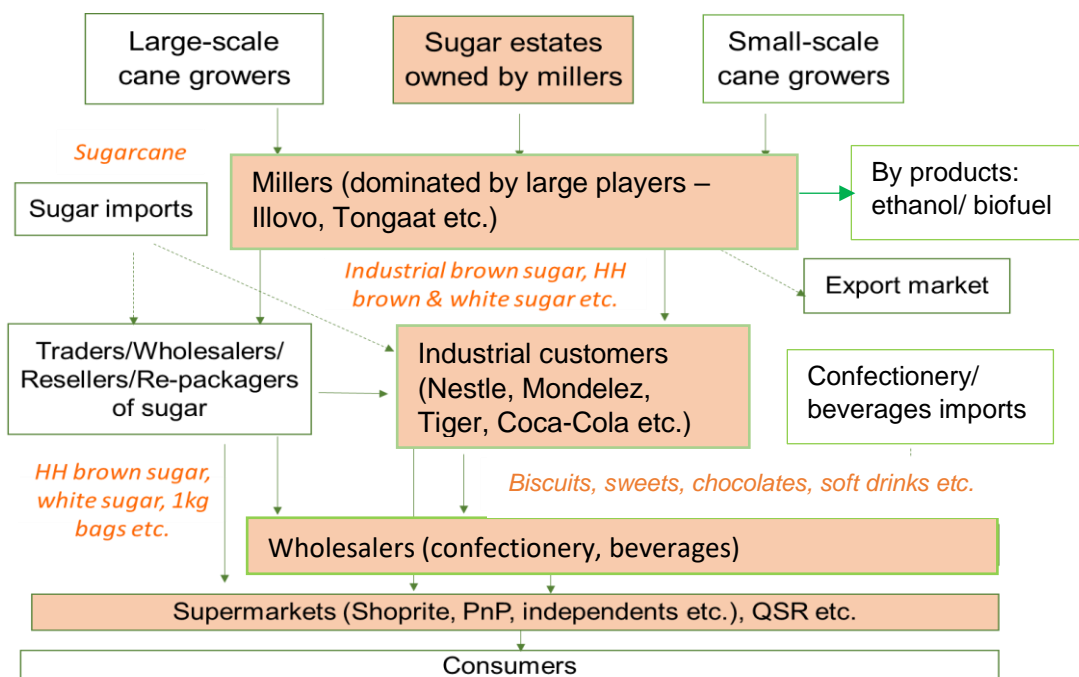 Large-scale
cane growers
Sugar estates
owned by millers
Small-scale
cane growers
Sugarcane
Sugar imports
Millers (dominated by large players –
Illovo, Tongaat etc.)
By products:
ethanol/ biofuel
Industrial brown sugar, HH
brown & white sugar etc.
Export market
Traders/Wholesalers/
Resellers/Re-packagers
of sugar
Industrial customers
(Nestle, Mondelez,
Tiger, Coca-Cola etc.)
Confectionery/
beverages imports
HH brown sugar,
white sugar, 1kg
bags etc.
Biscuits, sweets, chocolates, soft drinks etc.
Wholesalers (confectionery, beverages)
Supermarkets (Shoprite, PnP, independents etc.), QSR etc.
Consumers